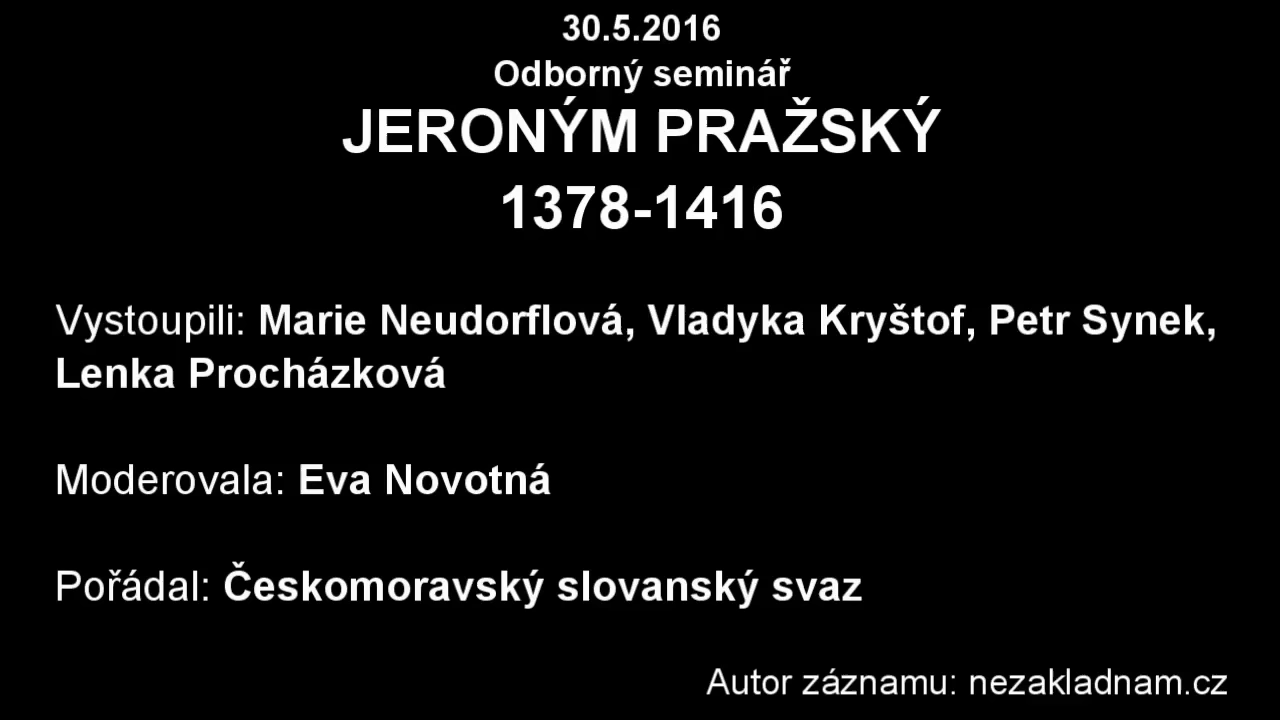 30.5.2016
Odborný seminář
JERONÝM PRAŽSKÝ
1378-1416
Vystoupili: Marie Neudorflová, Vladyka Kryštof, Petr Synek,
Lenka Procházková
Moderovala: Eva Novotná
Pořádal: Českomoravský slovanský svaz
Autor záznamu: nezakladnam.cz